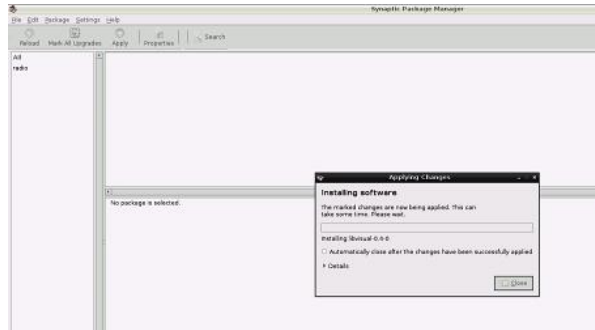 Synaptic Package Manager
File Edit Package Settings Help
Reload Mark All Upgrades Apply Properties Search
All
radio
No package is selected.
Applying Changes
Installing software
The marked changes are now being applied. This can
take some time. Please wait.
Installing libvisual-0.4-0
Automatically close after the changes have been successfully applied
Details
Close